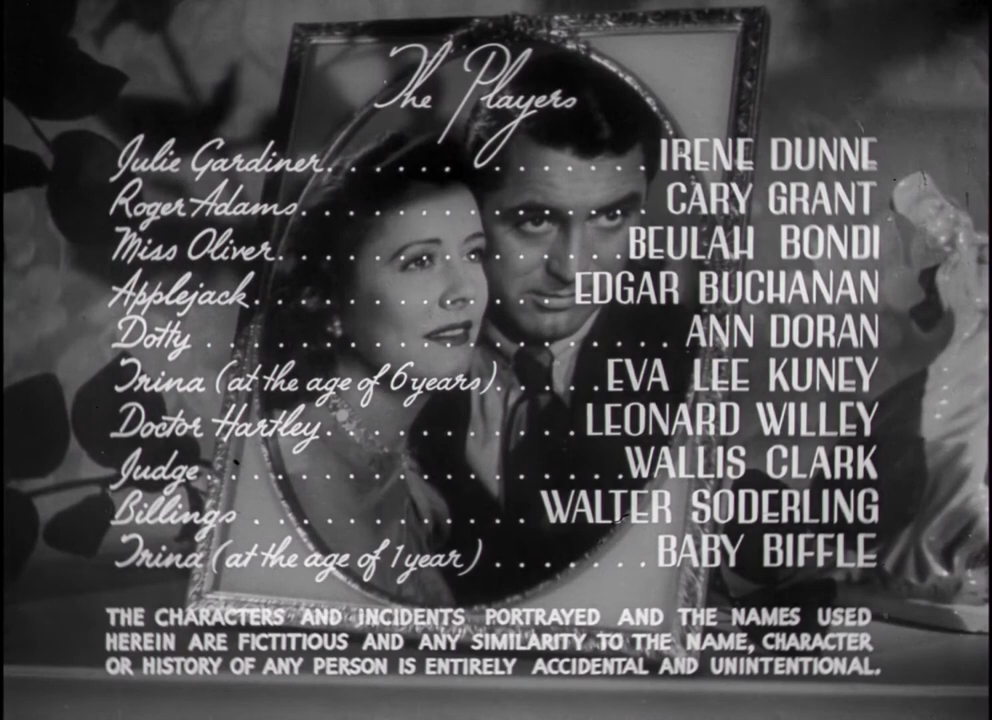 The Players
Julie Gardiner. . . . . . . . . . . . . . . IRENE DUNNE
Roger Adams. . . . . . . . . . . . . . . . CARY GRANT
Miss Oliver. . . . . . . . . . . . . . . . BEULAH BONDI
Applejack. . . . . . . . . . . . . . . EDGAR BUCHANAN
Dotty . . . . . . . . . . . . . . . . . . . . ANN DORAN
Trina (at the age of 6 years). . . . . . EVA LEE KUNEY
Doctor Hartley. . . . . . . . . . . . LEONARD WILLEY
Judge. . . . . . . . . . . . . . . . . . . WALLIS CLARK
Billings . . . . . . . . . . . . . WALTER SODERLING
Trina (at the age of 1 year) . . . . . . . BABY BIFFLE
THE CHARACTERS AND INCIDENTS PORTRAYED AND THE NAMES USED
HEREIN ARE FICTITIOUS AND ANY SIMILARITY TO THE NAME, CHARACTER
OR HISTORY OF ANY PERSON IS ENTIRELY ACCIDENTAL AND UNINTENTIONAL.